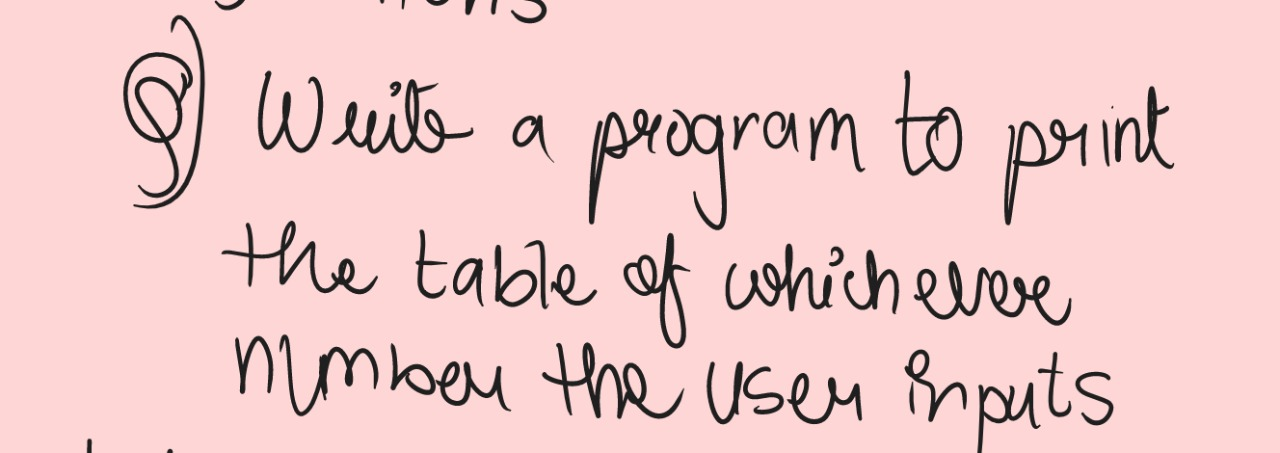 Q) Write a program to print
the table of whichever
number the user inputs